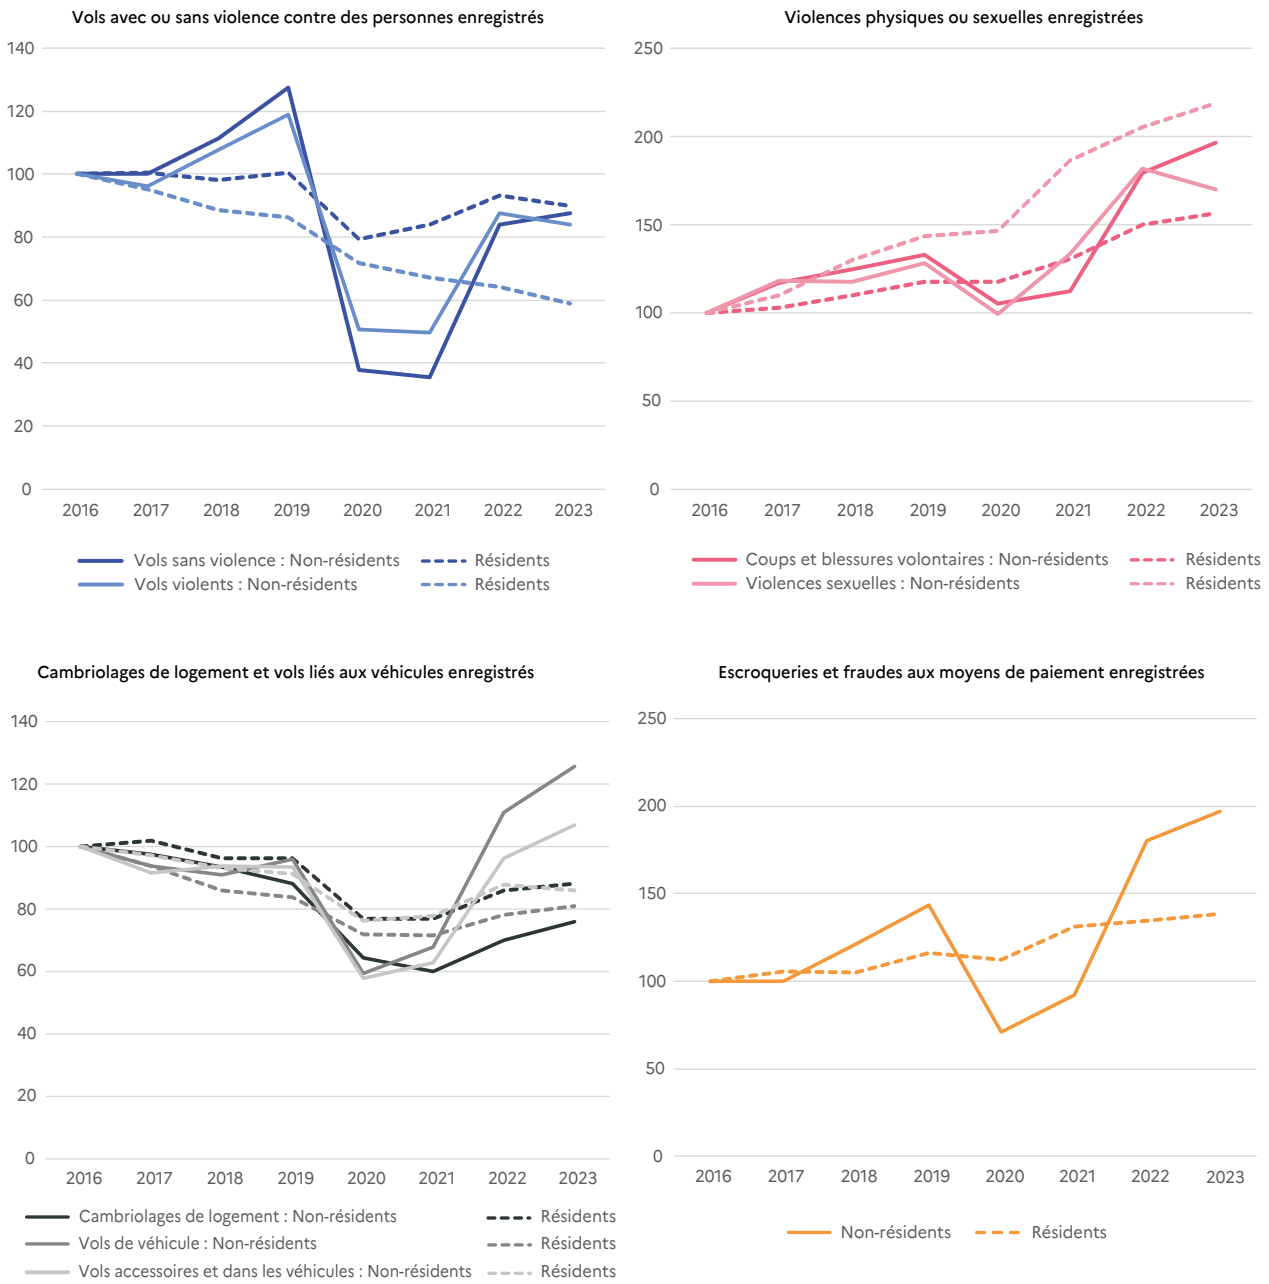 Vols avec ou sans violence contre des personnes enregistrés
140
120
100
80
60
40
20
0
2016 2017 2018 2019 2020 2021 2022 2023
Vols sans violence : Non-résidents Résidents
Vols violents : Non-résidents Résidents
Violences physiques ou sexuelles enregistrées
250
200
150
100
50
0
2016 2017 2018 2019 2020 2021 2022 2023
Coups et blessures volontaires : Non-résidents Résidents
Violences sexuelles : Non-résidents Résidents
Cambriolages de logement et vols liés aux véhicules enregistrés
140
120
100
80
60
40
20
0
2016 2017 2018 2019 2020 2021 2022 2023
Cambriolages de logement : Non-résidents Résidents
Vols de véhicule : Non-résidents Résidents
Vols accessoires et dans les véhicules : Non-résidents Résidents
Escroqueries et fraudes aux moyens de paiement enregistrées
250
200
150
100
50
0
2016 2017 2018 2019 2020 2021 2022 2023
Non-résidents Résidents